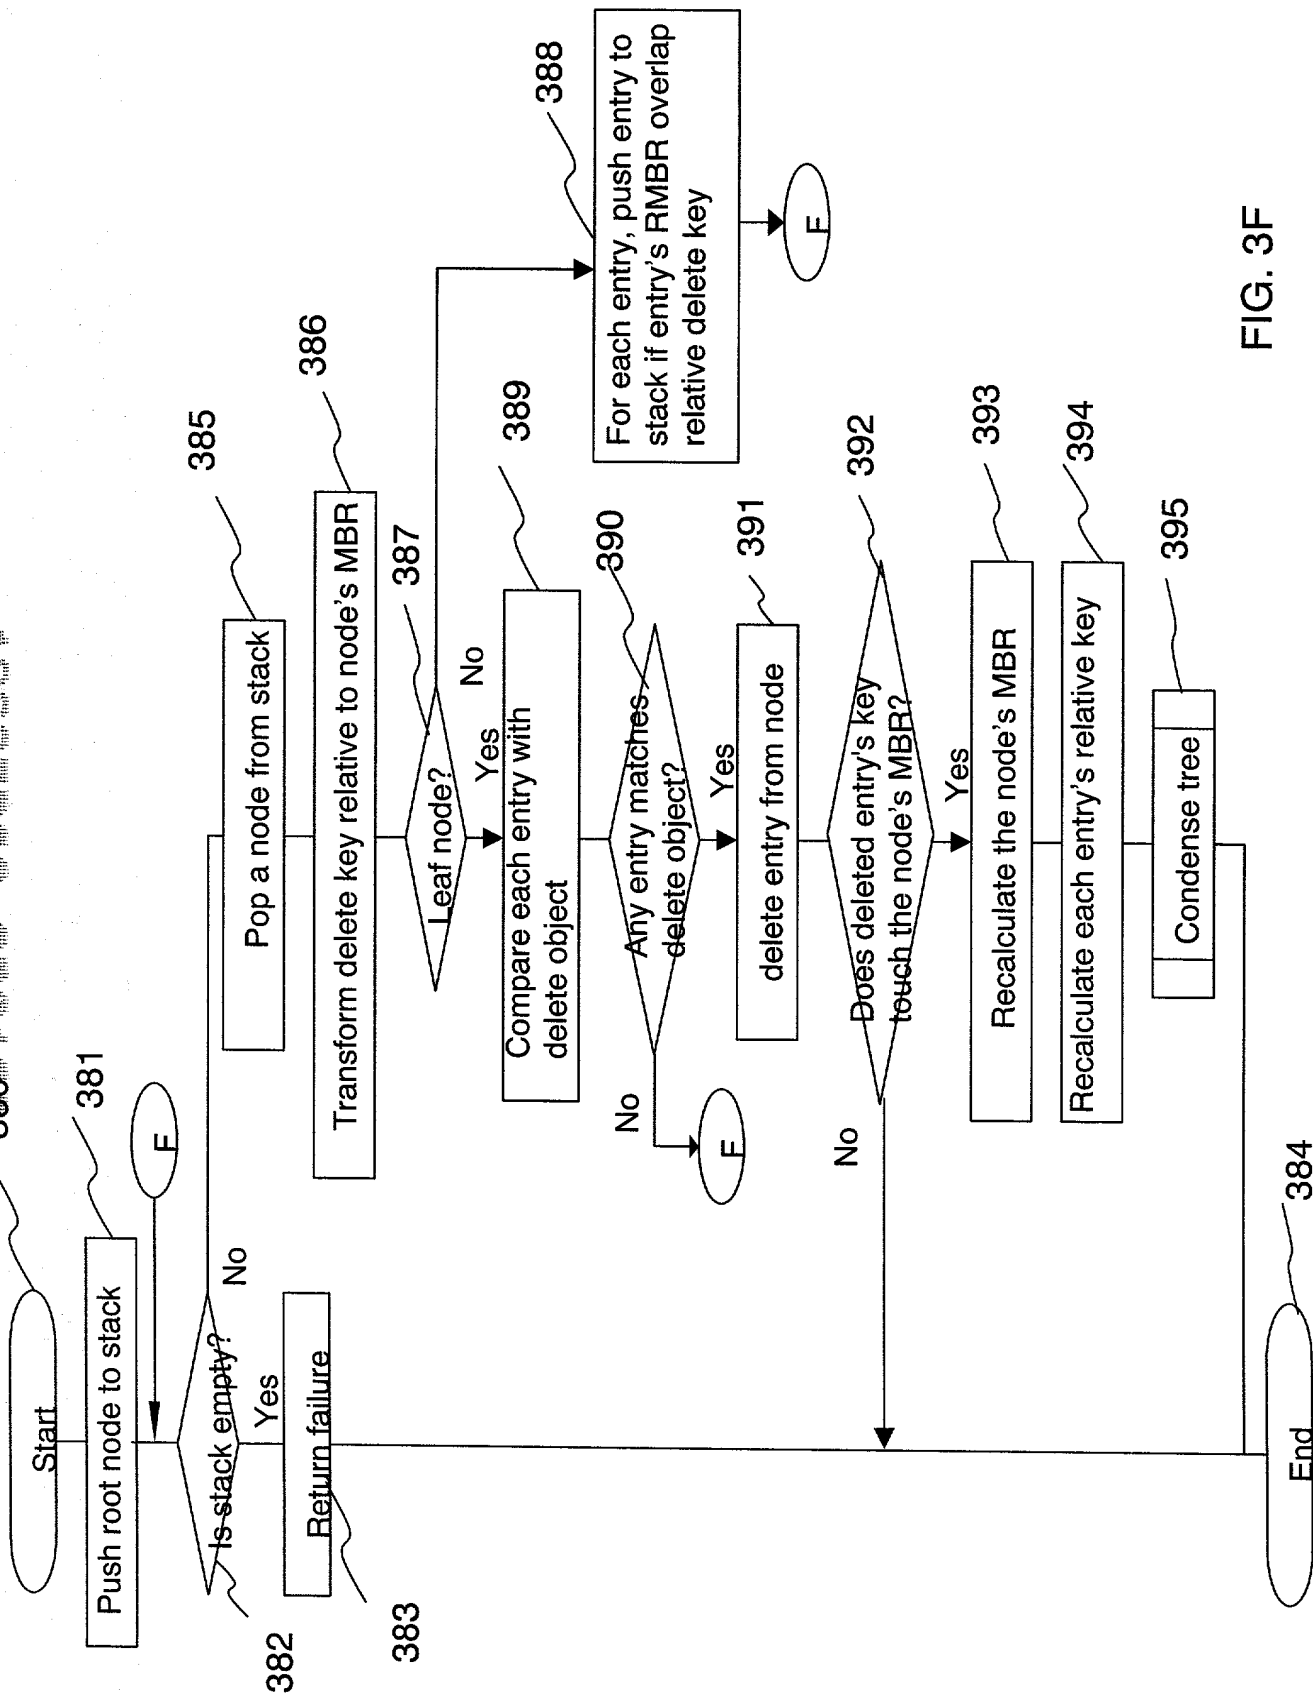 Start
381
Push root node to stack
F
382
Is stack empty?
No
Yes
383
Return failure
385
Pop a node from stack
386
Transform delete key relative to node's MBR
387
Leaf node?
No
Yes
388
For each entry, push entry to
stack if entry's RMBR overlap
relative delete key
F
389
Compare each entry with
delete object
390
Any entry matches
delete object?
No
F
Yes
391
delete entry from node
392
Does deleted entry's key
touch the node's MBR?
No
Yes
393
Recalculate the node's MBR
394
Recalculate each entry's relative key
395
Condense tree
384
End
FIG. 3F